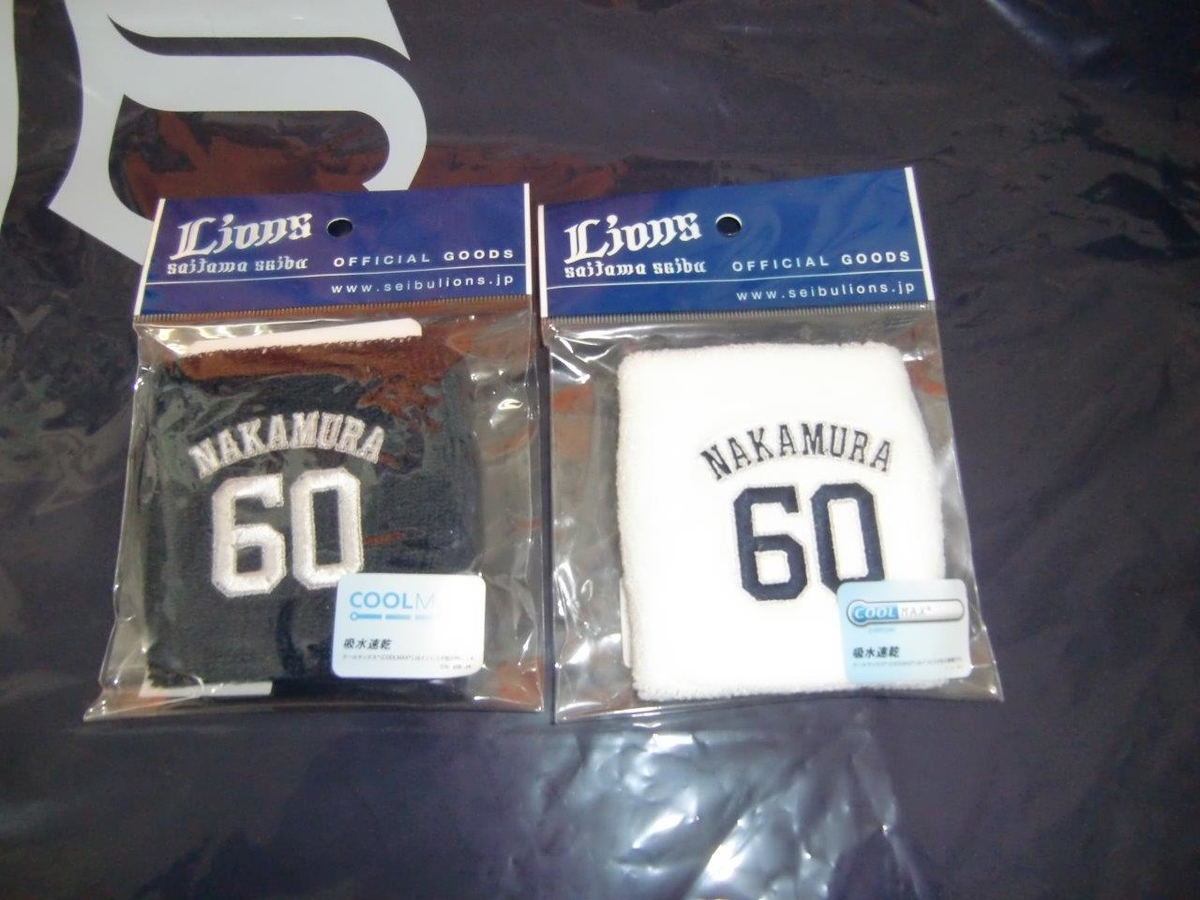 Lions
saitama seibu
OFFICIAL GOODS
www.seibulions.jp
NAKAMURA
60
COOLM
吸水速乾
Lions
saitama seibu
OFFICIAL GOODS
www.seibulions.jp
NAKAMURA
60
COOLMAX
吸水速乾